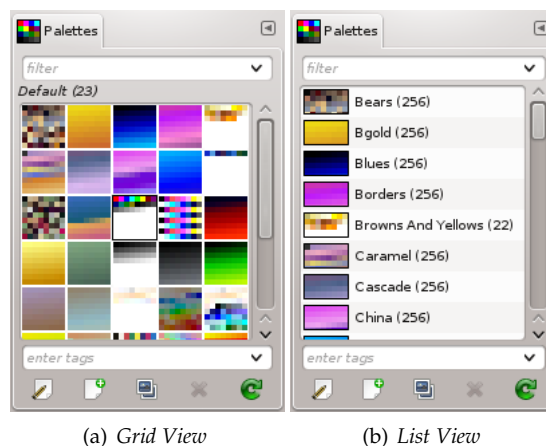 Palettes
filter
Default (23)
enter tags
(a) Grid View
Palettes
filter
Bears (256)
Bgold (256)
Blues (256)
Borders (256)
Browns And Yellows (22)
Caramel (256)
Cascade (256)
China (256)
enter tags
(b) List View